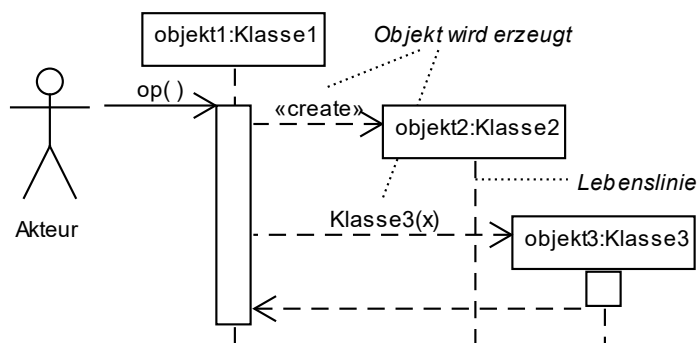 objekt1:Klasse1
Objekt wird erzeugt
op( )
«create»
objekt2:Klasse2
Lebenslinie
Klasse3(x)
Akteur
objekt3:Klasse3